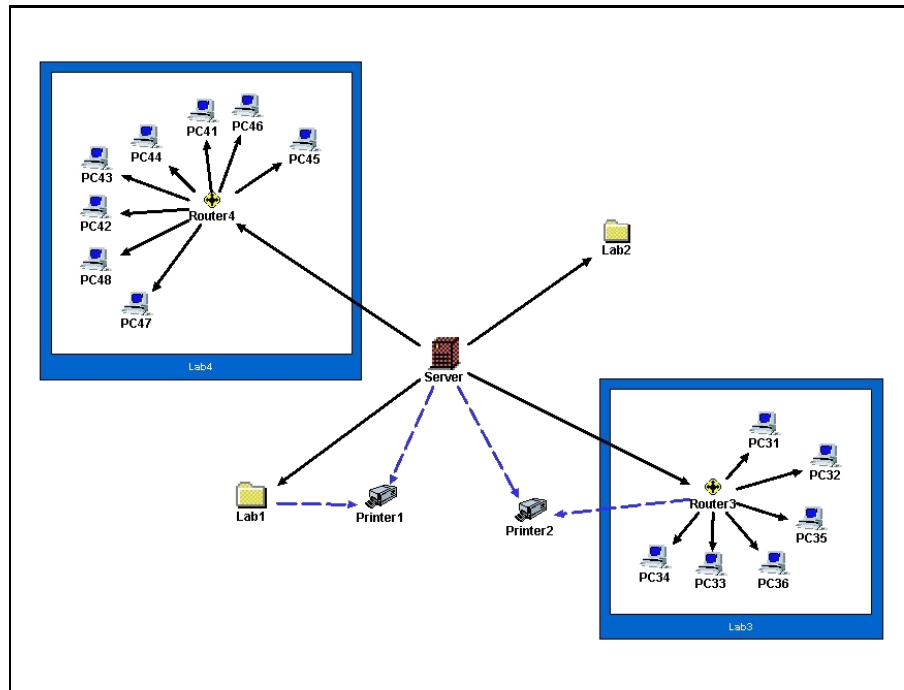 PC41
PC46
PC44
PC45
PC43
PC42
Router4
PC48
PC47
Lab4
Lab2
Server
Lab1
Printer1
Printer2
Router3
PC31
PC32
PC35
PC34
PC33
PC36
Lab3